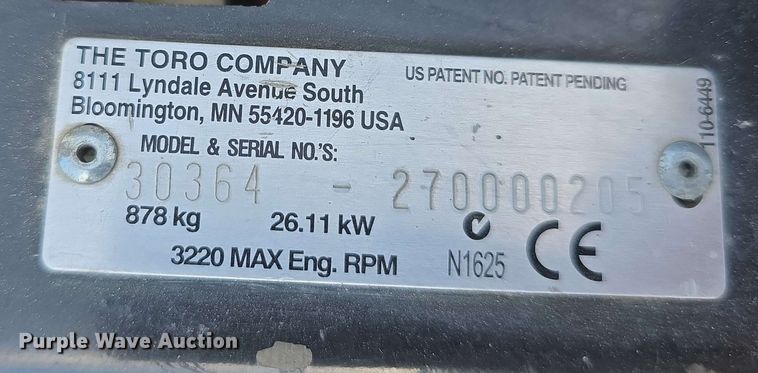 THE TORO COMPANY
8111 Lyndale Avenue South
Bloomington, MN 55420-1196 USA
US PATENT NO. PATENT PENDING
110-6449
MODEL & SERIAL NO.'S:
30364 - 270000205
878 kg 26.11 kW
3220 MAX Eng. RPM N1625 CE
Purple Wave Auction